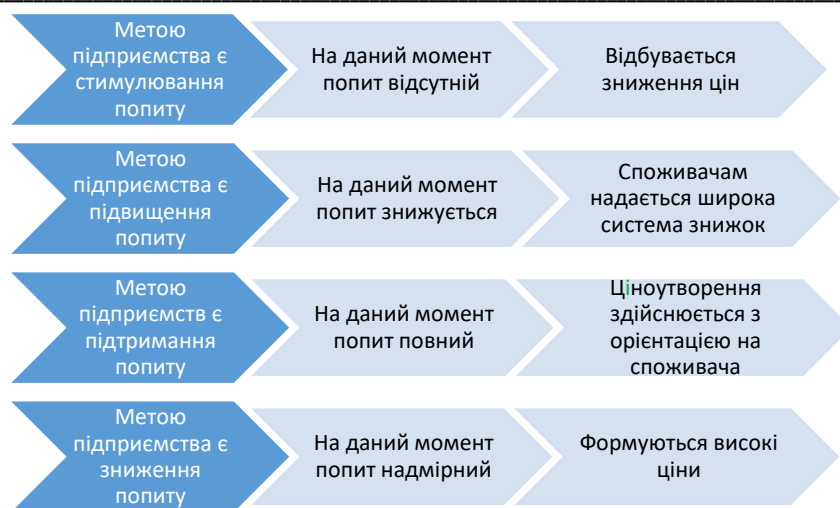 Метою
підприємства є
стимулювання
попиту
На даний момент
попит відсутній
Відбувається
зниження цін
Метою
підприємства є
підвищення
попиту
На даний момент
попит знижується
Споживачам
надається широка
система знижок
Метою
підприємств є
підтримання
попиту
На даний момент
попит повний
Ціноутворення
здійснюється з
орієнтацією на
споживача
Метою
підприємства є
зниження
попиту
На даний момент
попит надмірний
Формуються високі
ціни